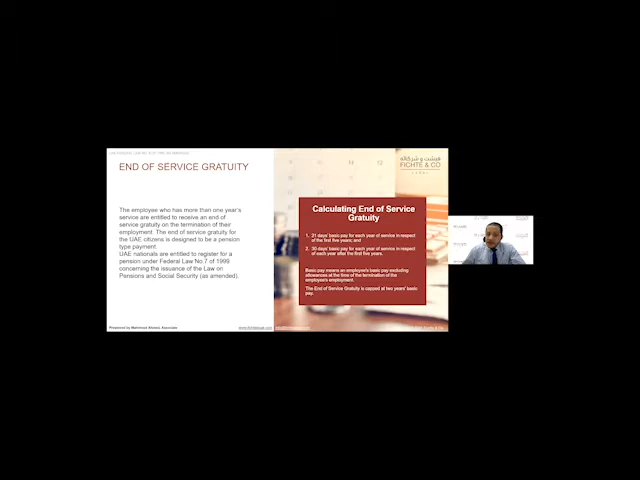 END OF SERVICE GRATUITY
The employee who has more than one year's
service are entitled to receive an end of
service gratuity on the termination of their
employment. The end of service gratuity for
the UAE citizens is designed to be a pension
type payment.
UAE nationals are entitled to register for a
pension under Federal Law No.7 of 1999
concerning the issuance of the Law on
Pensions and Social Security (as amended).
Prepared by Mahmoud
Associate
فيشت و شركاه
FICHTE & CO
LEGAL
Calculating End of Service
Gratuity
1. 21 days' basic pay for each year of service in respect
of the first five years; and
2. 30 days' basic pay for each year of service in respect
of each year after the first five years.
Basic pay means an employee's basic pay excluding
allowances at the time of the termination of the
employee's employment.
The End of Service Gratuity is capped at two years' basic
pay.